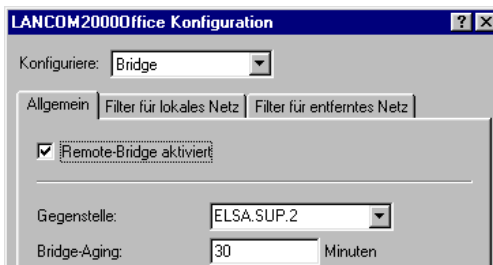 LANCOM2000Office Konfiguration
Konfiguriere: Bridge
Allgemein Filter für lokales Netz Filter für entferntes Netz
Remote-Bridge aktiviert
Gegenstelle: ELSA.SUP.2
Bridge-Aging: 30 Minuten